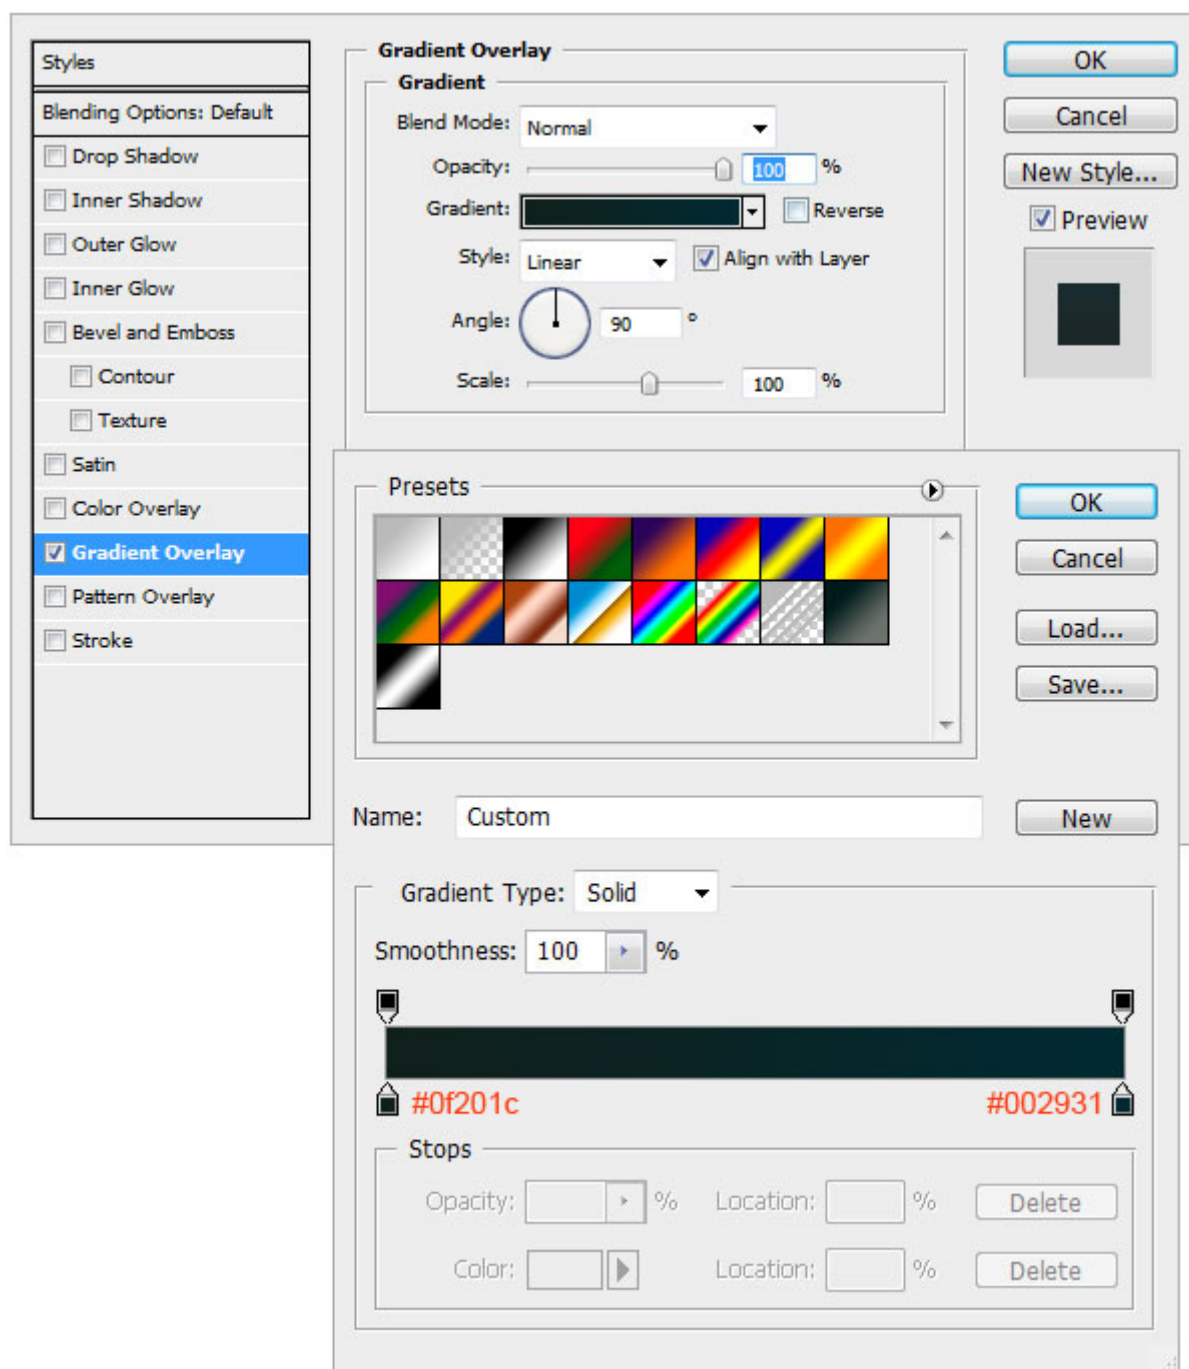 Styles
Blending Options: Default
Drop Shadow
Inner Shadow
Outer Glow
Inner Glow
Bevel and Emboss
Contour
Texture
Satin
Color Overlay
Gradient Overlay
Pattern Overlay
Stroke
Gradient Overlay
Gradient
Blend Mode: Normal
Opacity: 100 %
Gradient: Reverse
Style: Linear Align with Layer
Angle: 90 °
Scale: 100 %
OK
Cancel
New Style...
Preview
Presets
OK
Cancel
Load...
Save...
Name: Custom New
Gradient Type: Solid
Smoothness: 100 %
#0f201c #002931
Stops
Opacity: % Location: % Delete
Color: Location: % Delete